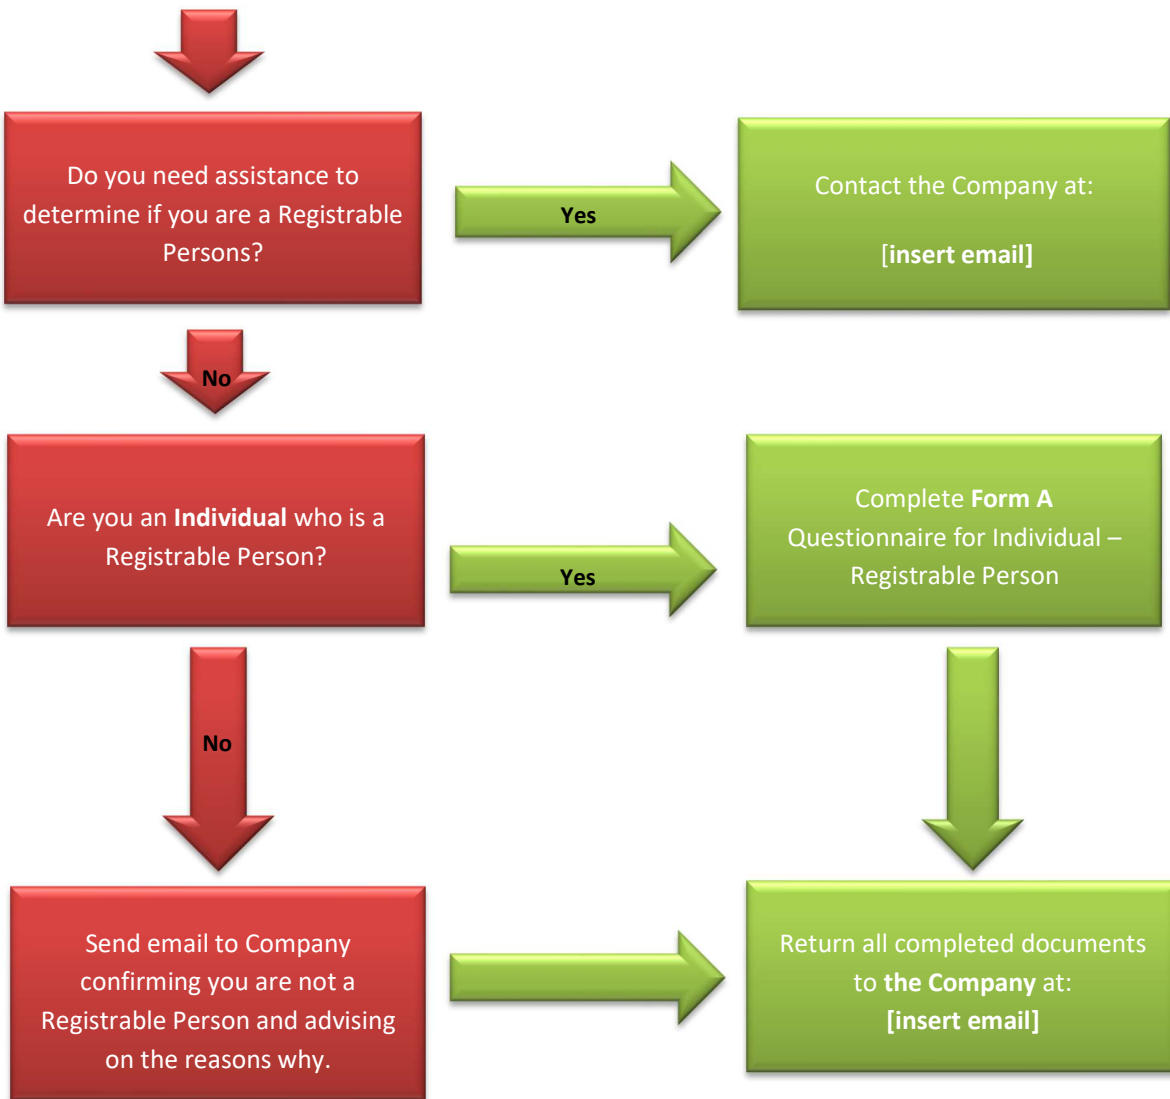 Do you need assistance to
determine if you are a Registrable
Persons?
Yes
Contact the Company at:
[insert email]
No
Are you an Individual who is a
Registrable Person?
Yes
Complete Form A
Questionnaire for Individual –
Registrable Person
No
Send email to Company
confirming you are not a
Registrable Person and advising
on the reasons why.
Return all completed documents
to the Company at:
[insert email]